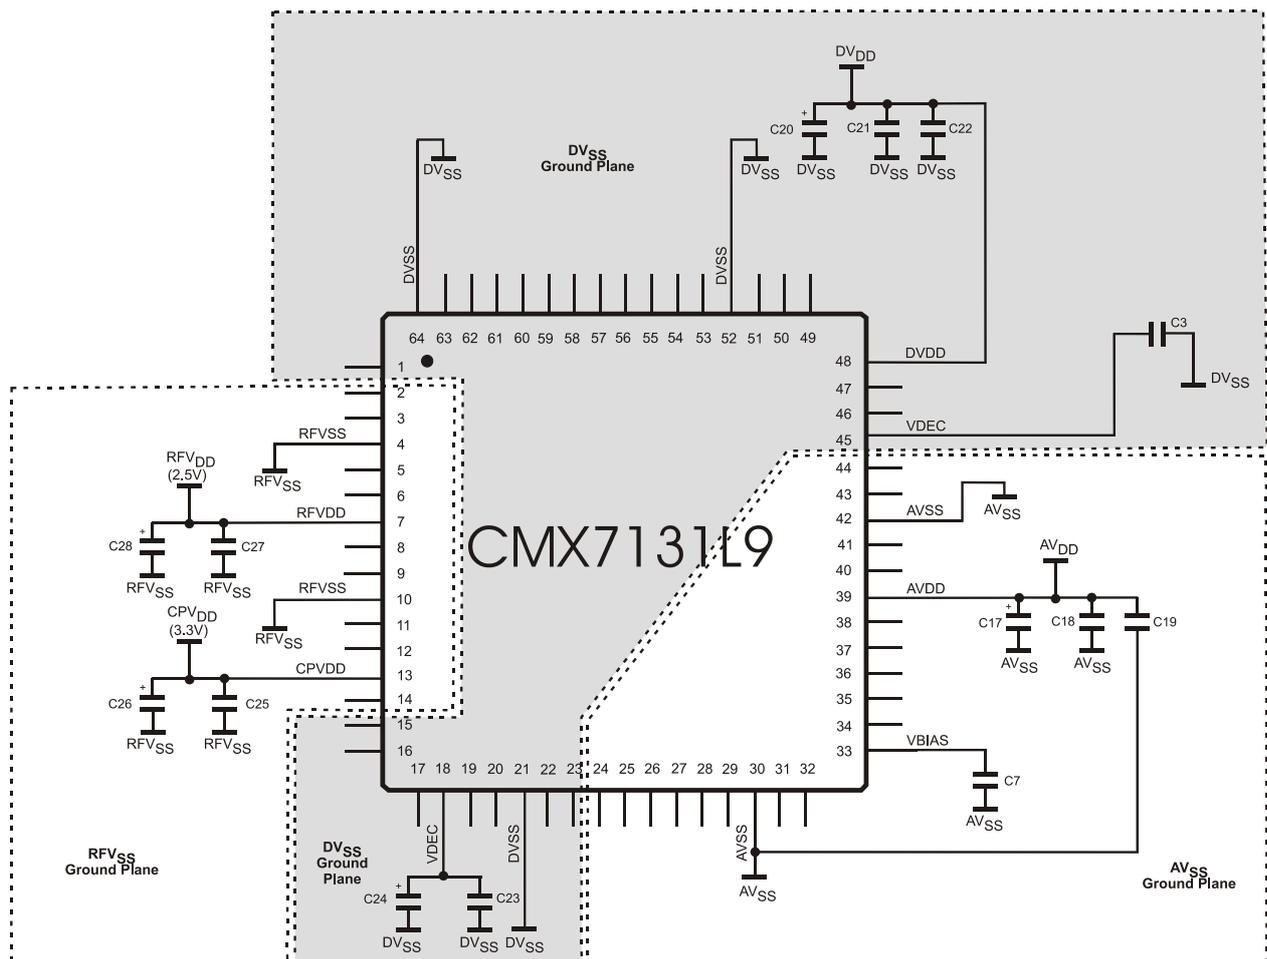 DVDD
C20
+
C21
C22
DVSS
DVSS
DVSS
DVSS
DVSS
DVSS
Ground Plane
DVSS
DVSS
C3
DVSS
64 63 62 61 60 59 58 57 56 55 54 53 52 51 50 49
1
2
3
4
5
6
7
8
9
10
11
12
13
14
15
16
48
47
46
45
44
43
42
41
40
39
38
37
36
35
34
33
DVDD
VDEC
RFVSS
RFVSS
RFVDD
(2.5V)
RFVDD
+
C28
C27
RFVSS
RFVSS
RFVSS
RFVSS
CPVDD
(3.3V)
CPVDD
+
C26
C25
RFVSS
RFVSS
CMX7131L9
AVSS
AVSS
AVDD
AVDD
+
C17
C18
C19
AVSS
AVSS
VBIAS
C7
AVSS
17 18 19 20 21 22 23 24 25 26 27 28 29 30 31 32
VDEC
DVSS
AVSS
RFVSS
Ground Plane
DVSS
Ground
Plane
+
C24
C23
DVSS
DVSS
DVSS
AVSS
AVSS
Ground Plane